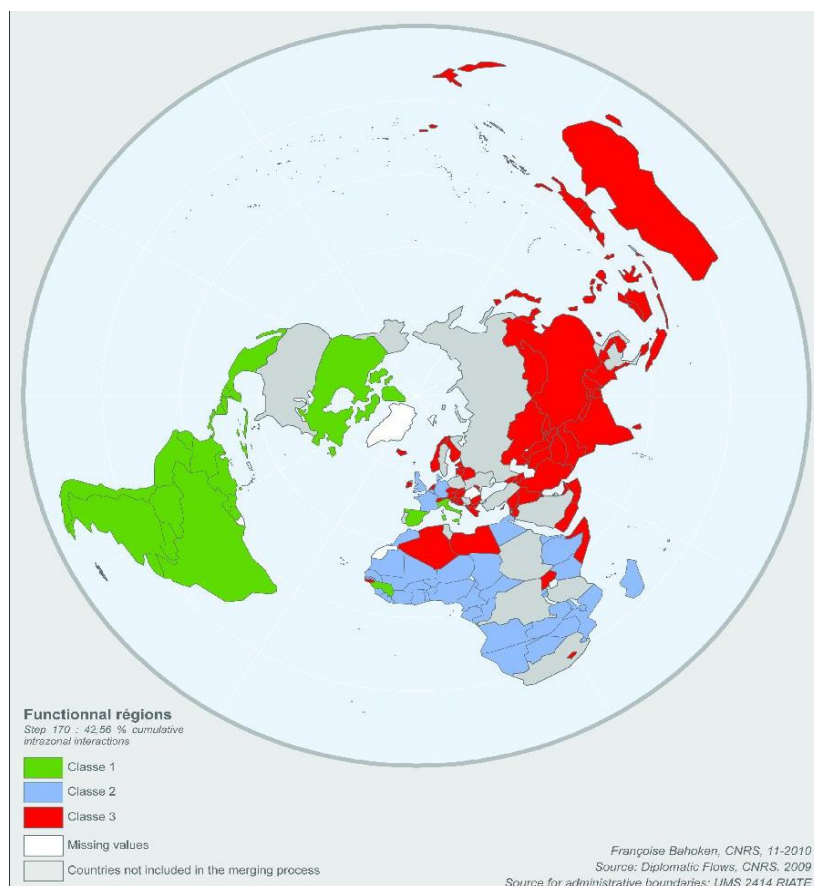 Functionnal régions
Step 170 : 42,56 % cumulative
intrazonal interactions
Classe 1
Classe 2
Classe 3
Missing values
Countries not included in the merging process
Françoise Bahoken, CNRS, 11-2010
Source: Diplomatic Flows, CNRS. 2009
Source for administrative boundaries: UMS 2414 RIATE